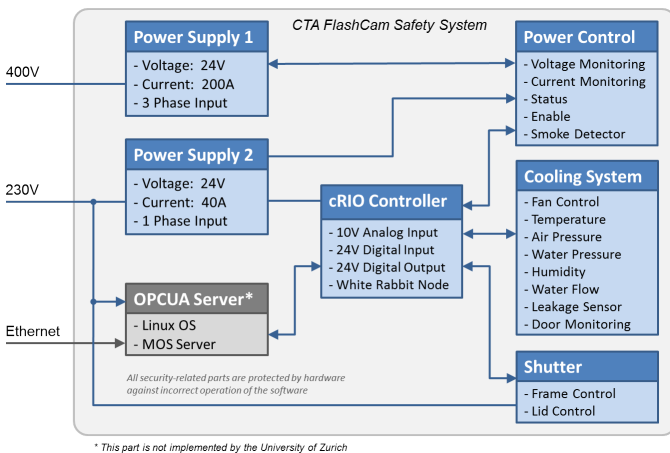 CTA FlashCam Safety System
400V
Power Supply 1
- Voltage: 24V
- Current: 200A
- 3 Phase Input
Power Control
- Voltage Monitoring
- Current Monitoring
- Status
- Enable
- Smoke Detector
230V
Power Supply 2
- Voltage: 24V
- Current: 40A
- 1 Phase Input
cRIO Controller
- 10V Analog Input
- 24V Digital Input
- 24V Digital Output
- White Rabbit Node
Cooling System
- Fan Control
- Temperature
- Air Pressure
- Water Pressure
- Humidity
- Water Flow
- Leakage Sensor
- Door Monitoring
Ethernet
OPCUA Server*
- Linux OS
- MOS Server
Shutter
- Frame Control
- Lid Control
All security-related parts are protected by hardware
against incorrect operation of the software
* This part is not implemented by the University of Zurich